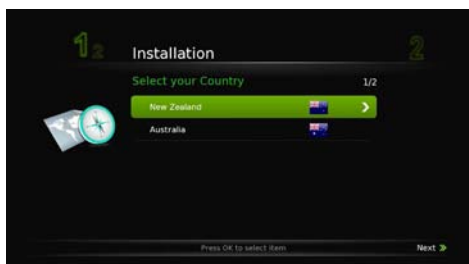 1 2
Installation
2
Select your Country
1/2
New Zealand
Australia
Press OK to select item
Next